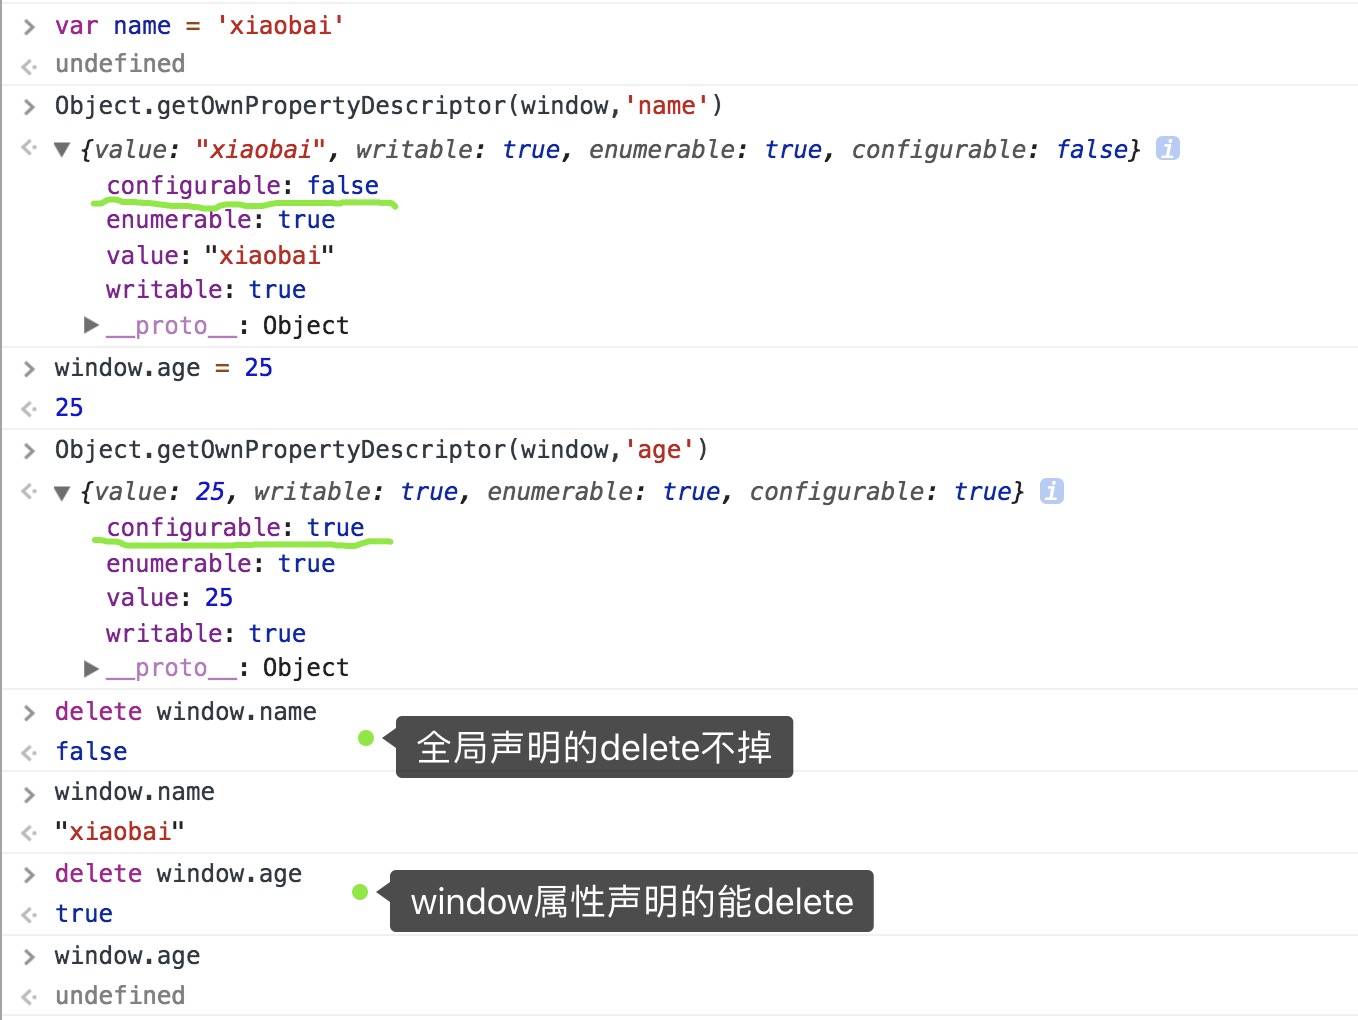 > var name = 'xiaobai'
< undefined
> Object.getOwnPropertyDescriptor(window,'name')
< ▼ {value: "xiaobai", writable: true, enumerable: true, configurable: false} i
configurable: false
enumerable: true
value: "xiaobai"
writable: true
▶ __proto__: Object
> window.age = 25
< 25
> Object.getOwnPropertyDescriptor(window,'age')
< ▼ {value: 25, writable: true, enumerable: true, configurable: true} i
configurable: true
enumerable: true
value: 25
writable: true
▶ __proto__: Object
> delete window.name
全局声明的delete不掉
< false
> window.name
< "xiaobai"
> delete window.age
window属性声明的能delete
< true
> window.age
< undefined